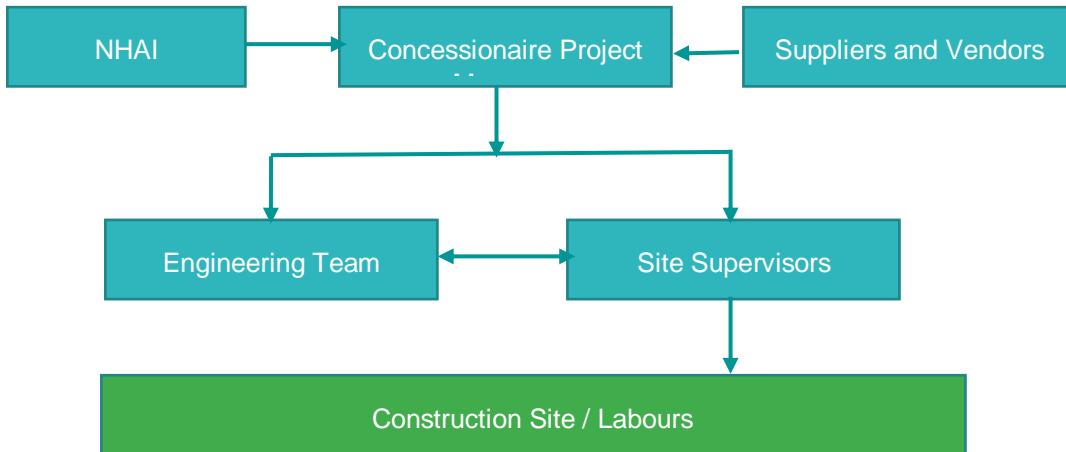 NHAI
Concessionaire Project
Suppliers and Vendors
Engineering Team
Site Supervisors
Construction Site / Labours